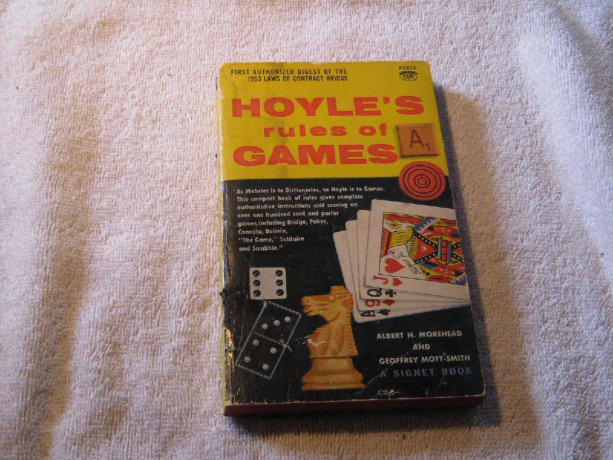 FIRST AUTHORIZED DIGEST OF THE
1963 LAWS OF CONTRACT BRIDGE
HOYLE'S
rules of
GAMES
A1
"As Webster is to Dictionaries, so Hoyle is to Games.
This compact book of rules gives complete
authoritative instructions and scoring on
over one hundred card and parlor
games, including Bridge, Poker,
Canasta, Bolivia,
"The Game," Solitaire
and Scrabble."
J
A 9 Q J
ALBERT H. MOREHEAD
AND
GEOFFREY MOTT-SMITH
A SIGNET BOOK